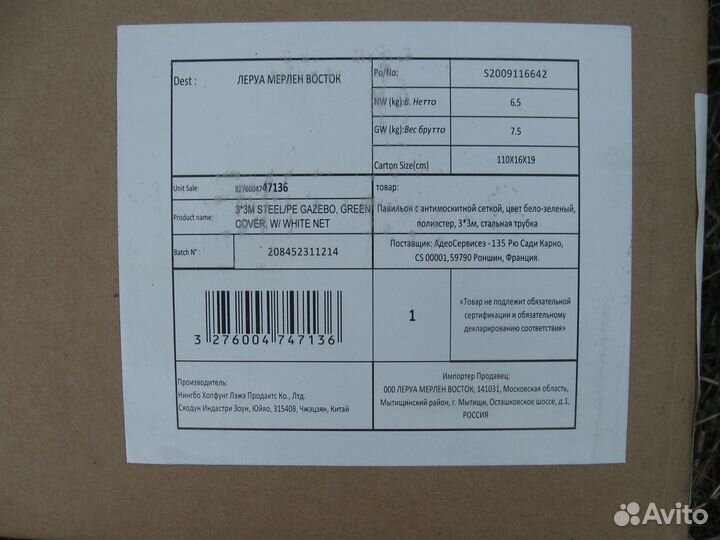 Dest : ЛЕРУА МЕРЛЕН ВОСТОК
Po/No: S2009116642
NW (kg):В. Нетто 6.5
GW (kg):Вес брутто 7.5
Carton Size(cm) 110X16X19
Unit Sale: 3276004747136
товар:
Product name: 3*3M STEEL/PE GAZEBO, GREEN
COVER, W/ WHITE NET
Павильон с антимоскитной сеткой, цвет бело-зеленый,
полиэстер, 3*3м, стальная трубка
Batch N° : 208452311214
Поставщик: АдеоСервисез - 135 Рю Сади Карно,
CS 00001, 59790 Роншин, Франция.
3 276004 747136
1
«Товар не подлежит обязательной
сертификации и обязательному
декларированию соответствия»
Производитель:
Нингбо Хопфунг Лэжэ Продактс Ко., Лтд.
Сяодун Индастри Зоун, Юйяо, 315408, Чжэцзян, Китай
Импортер Продавец:
ООО ЛЕРУА МЕРЛЕН ВОСТОК, 141031, Московская область,
Мытищинский район, г. Мытищи, Осташковское шоссе, д.1,
РОССИЯ
Avito